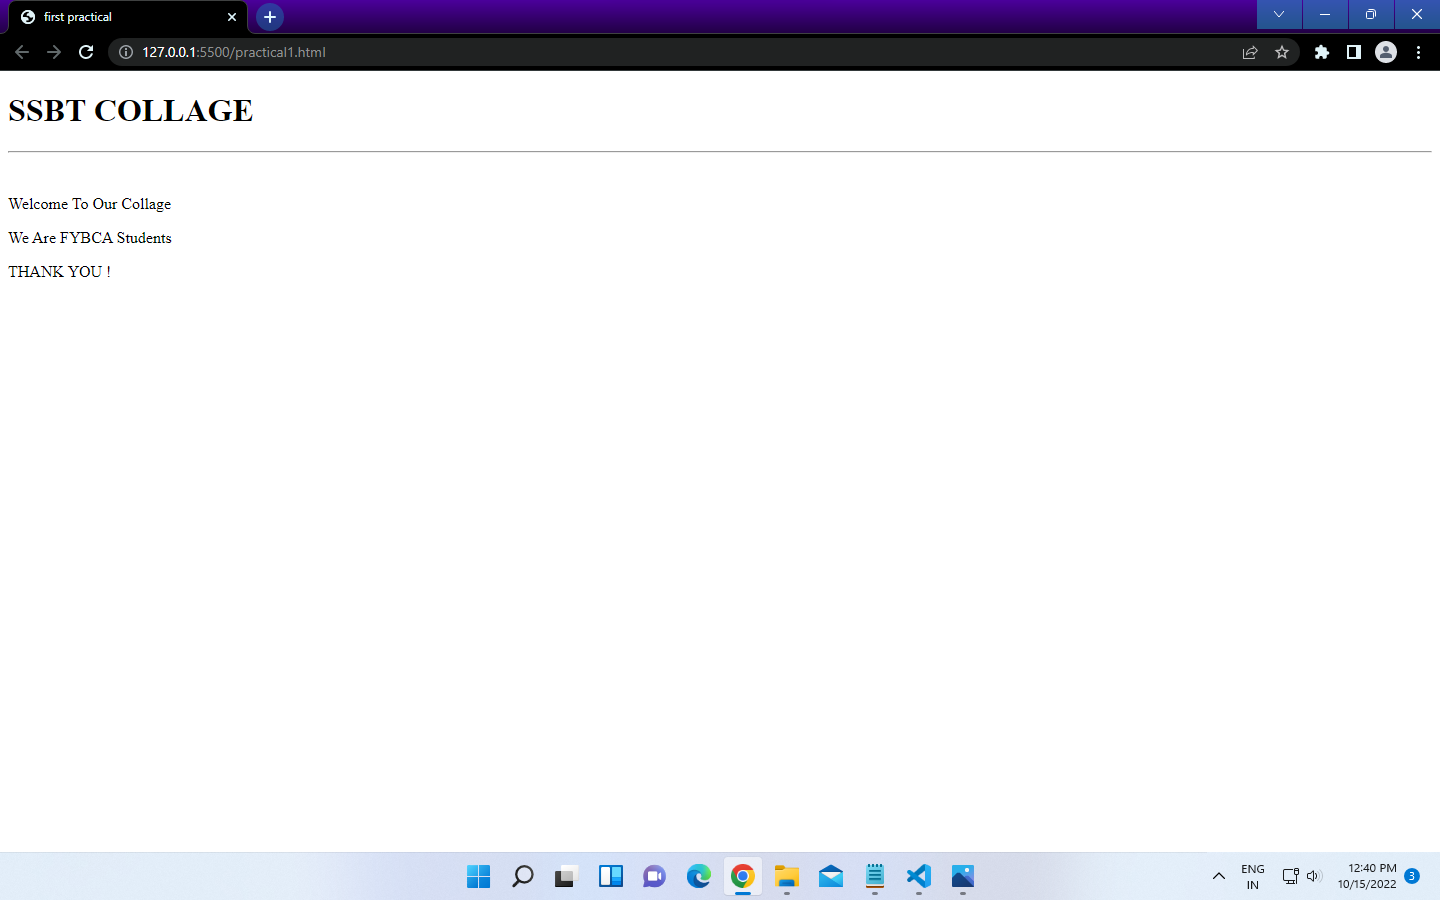 first practical
127.0.0.1:5500/practical1.html
SSBT COLLAGE
Welcome To Our Collage
We Are FYBCA Students
THANK YOU !
ENG
IN
12:40 PM
10/15/2022
3